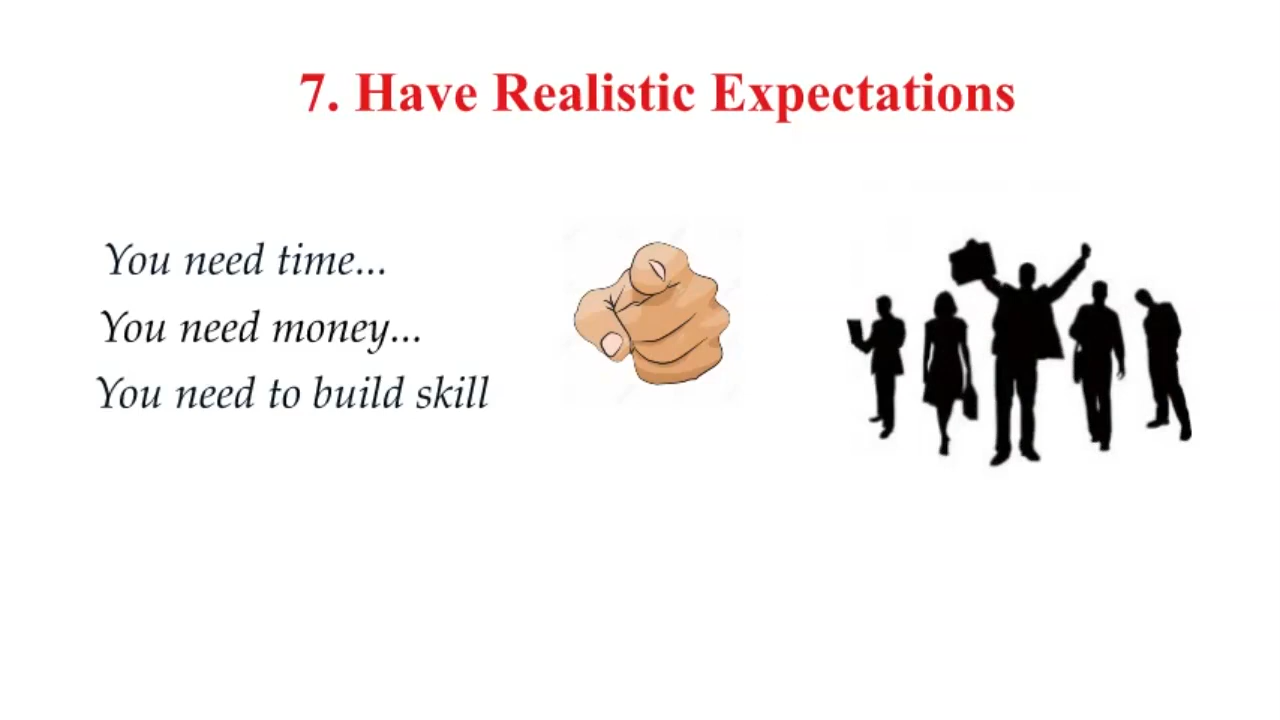 7. Have Realistic Expectations
You need time...
You need money...
You need to build skill